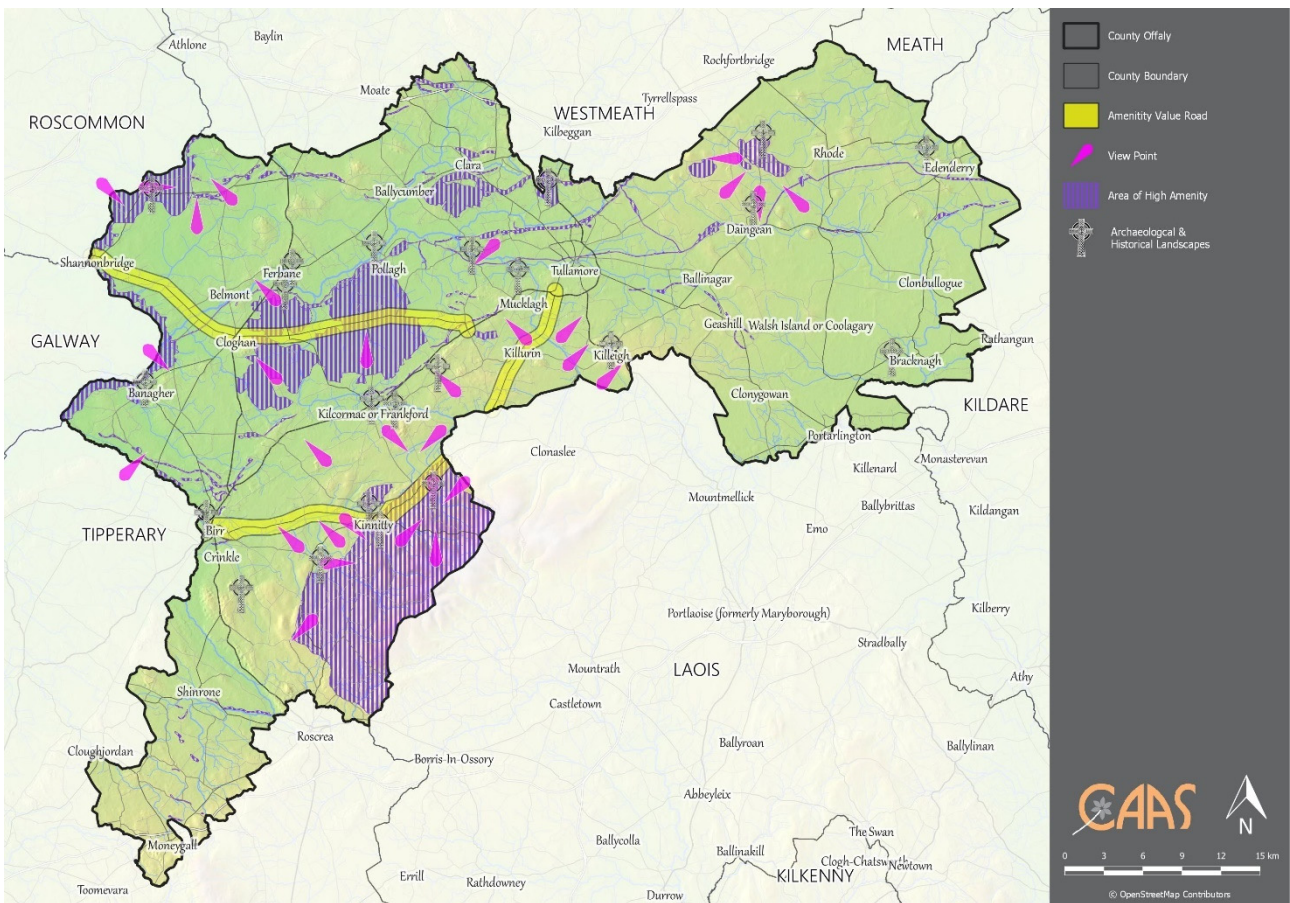 MEATH
Baylin
Athlone
Rochfortbridge
Moate
Tyrrellspass
WESTMEATH
ROSCOMMON
Kilbeggan
Rhode
Clara
Edenderry
Ballycumber
Daingean
Shannonbridge
Pollagh
Ferbane
Tullamore
Ballinagar
Clonbullogue
Belmont
Mucklagh
Geashill
Walsh Island or Coolagary
GALWAY
Cloghan
Killurin
Killeigh
Rathangan
Bracknagh
Banagher
Clonygowan
KILDARE
Kilcormac or Frankford
Portarlington
Clonaslee
Monasterevan
Killenard
Mountmellick
Ballybrittas
Kildangan
TIPPERARY
Birr
Kinnitty
Emo
Crinkle
Portlaoise (formerly Maryborough)
Kilberry
Stradbally
Mountrath
LAOIS
Athy
Shinrone
Castletown
Roscrea
Cloughjordan
Ballyroan
Ballylinan
Borris-In-Ossory
Abbeyleix
Moneygall
Ballycolla
The Swan
Ballinakill
Newtown
Errill
Rathdowney
KILKENNY
Toomevara
Durrow
County Offaly
County Boundary
Amentity Value Road
View Point
Area of High Amenity
Archaeologcal &
Historical Landscapes
CAAS
N
0 3 6 9 12 15 km
© OpenStreetMap Contributors